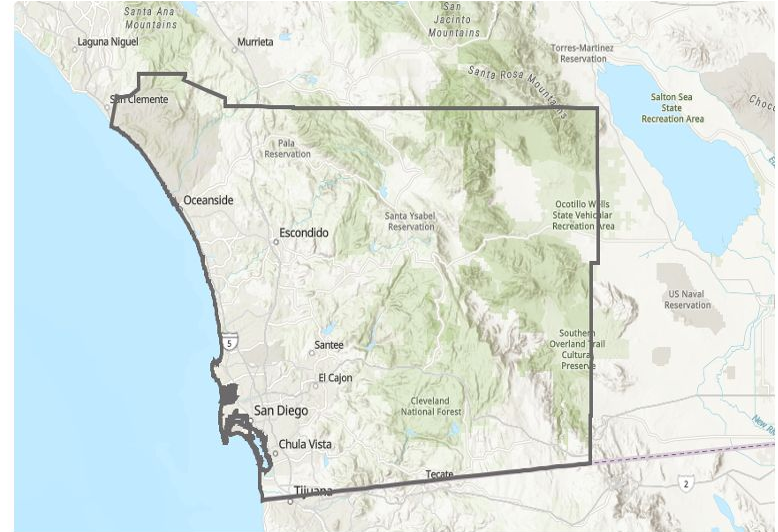 Santa Ana
Mountains
San
Jacinto
Mountains
Laguna Niguel
Murrieta
Torres-Martinez
Reservation
Santa Rosa Mountains
San Clemente
Salton Sea
State
Recreation Area
Pala
Reservation
Oceanside
Santa Ysabel
Reservation
Ocotillo Wells
State Vehicular
Recreation Area
Escondido
US Naval
Reservation
5
Santee
Southern
Overland Trail
Cultural
Preserve
El Cajon
Cleveland
National Forest
San Diego
Chula Vista
Tecate
Tijuana
2